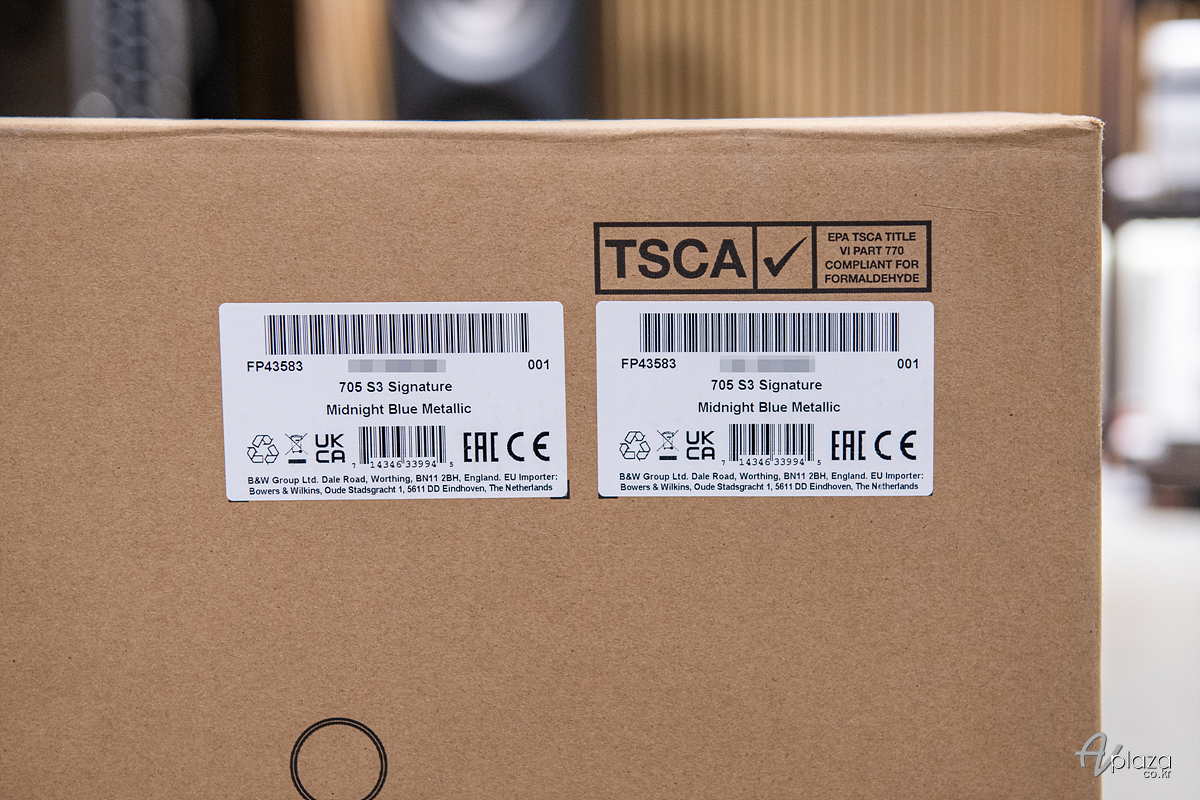 TSCA
EPA TSCA TITLE
VI PART 770
COMPLIANT FOR
FORMALDEHYDE
FP43583 001
705 S3 Signature
Midnight Blue Metallic
UK
CA
EAC CE
7 14346 33994 5
B&W Group Ltd. Dale Road, Worthing, BN11 2BH, England. EU Importer:
Bowers & Wilkins, Oude Stadsgracht 1, 5611 DD Eindhoven, The Netherlands
FP43583 001
705 S3 Signature
Midnight Blue Metallic
UK
CA
EAC CE
7 14346 33994 5
B&W Group Ltd. Dale Road, Worthing, BN11 2BH, England. EU Importer:
Bowers & Wilkins, Oude Stadsgracht 1, 5611 DD Eindhoven, The Netherlands
AVplaza
co.kr